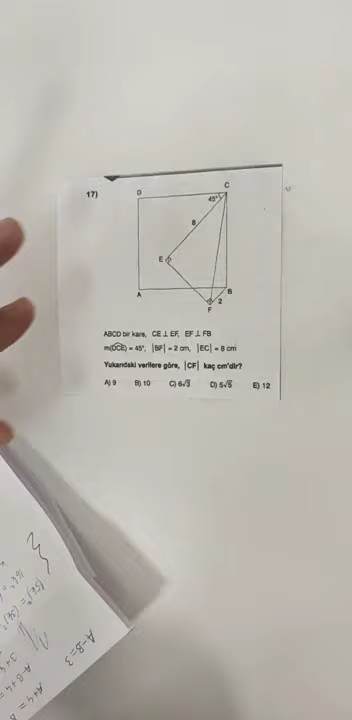 17)
D
C
45°
8
E
A
B
2
F
ABCD bir kare, CE ⊥ EF, EF ⊥ FB
m(DCE) = 45°, |BF| = 2 cm, |EC| = 8 cm
Yukarıdaki verilere göre, |CF| kaç cm'dir?
A) 9 B) 10 C) 6√3 D) 5√5 E) 12
A-B=3